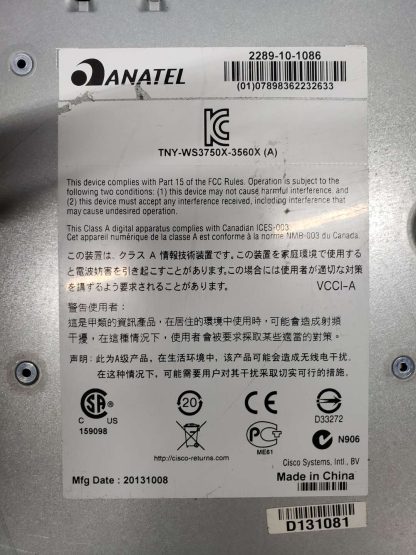 ANATEL
2289-10-1086
(01)07898362232633
TNY-WS3750X-3560X (A)
This device complies with Part 15 of the FCC Rules. Operation is subject to the
following two conditions: (1) this device may not cause harmful interference, and
(2) this device must accept any interference received, including interference that
may cause undesired operation.
This Class A digital apparatus complies with Canadian ICES-003.
Cet appareil numérique de la classe A est conforme à la norme NMB-003 du Canada.
この装置は、クラス A 情報技術装置です。この装置を家庭環境で使用する
と電波妨害を引き起こすことがあります。この場合には使用者が適切な対策
を講ずるよう要求されることがあります。 VCCI-A
警告使用者:
這是甲類的資訊產品，在居住的環境中使用時，可能會造成射頻
干擾，在這種情況下，使用者會被要求採取某些適當的對策。
声明：此为A级产品，在生活环境中，该产品可能会造成无线电干扰。
在这种情况下，可能需要用户对其干扰采取切实可行的措施。
SA
C US
159098
20
CE
D33272
http://cisco-returns.com
PC
ME61
N906
Cisco Systems, Intl., BV
Mfg Date : 20131008
Made in China
D131081